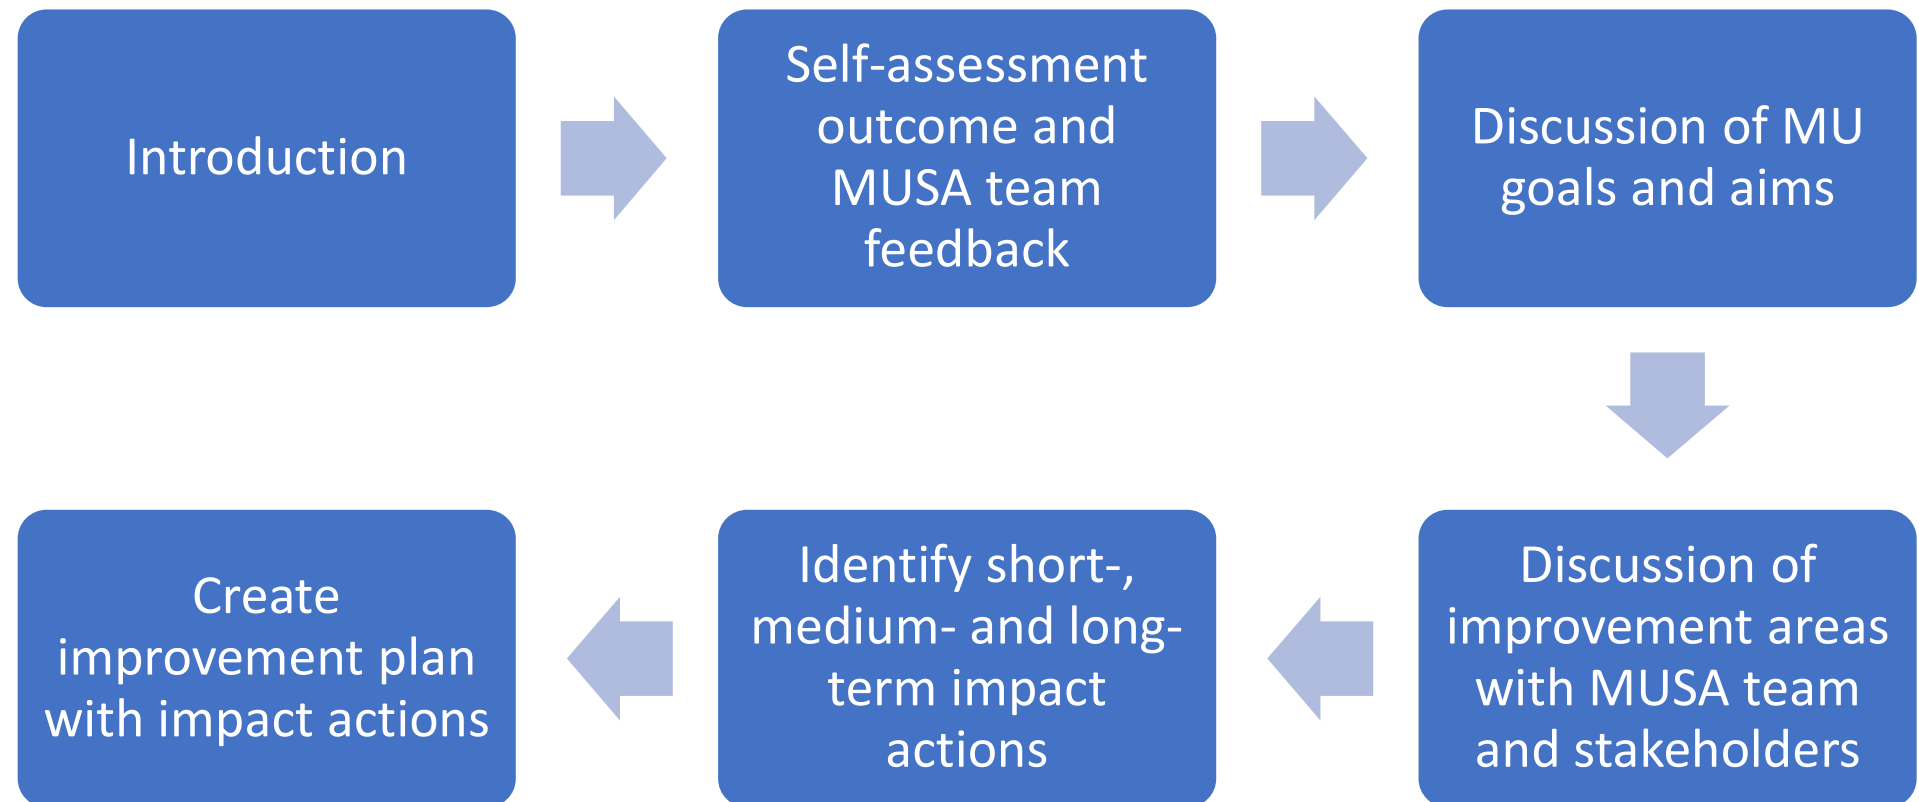 Introduction
Self-assessment
outcome and
MUSA team
feedback
Discussion of MU
goals and aims
Discussion of
improvement areas
with MUSA team
and stakeholders
Identify short-,
medium- and long-
term impact
actions
Create
improvement plan
with impact actions